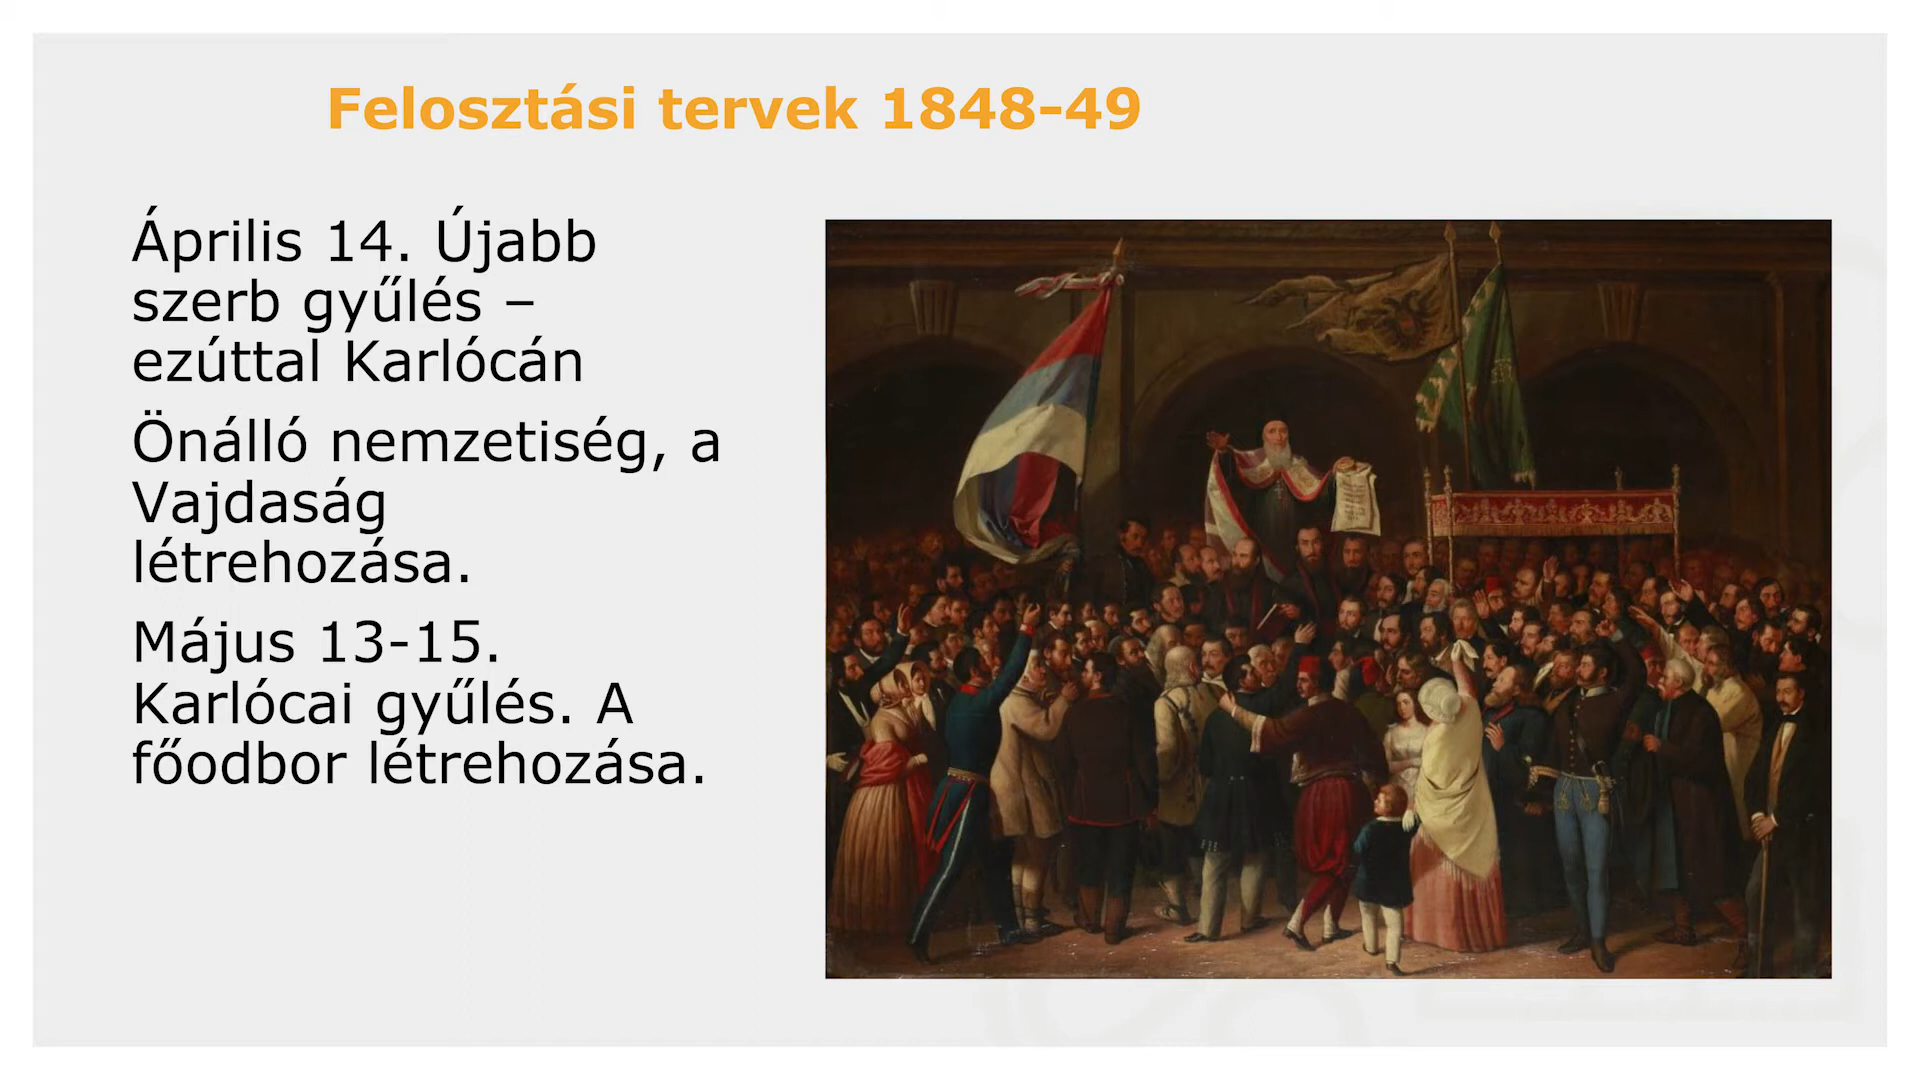 Felosztási tervek 1848-49
Április 14. Újabb
szerb gyűlés –
ezúttal Karlócán
Önálló nemzetiség, a
Vajdaság
létrehozása.
Május 13-15.
Karlócai gyűlés. A
főodbor létrehozása.